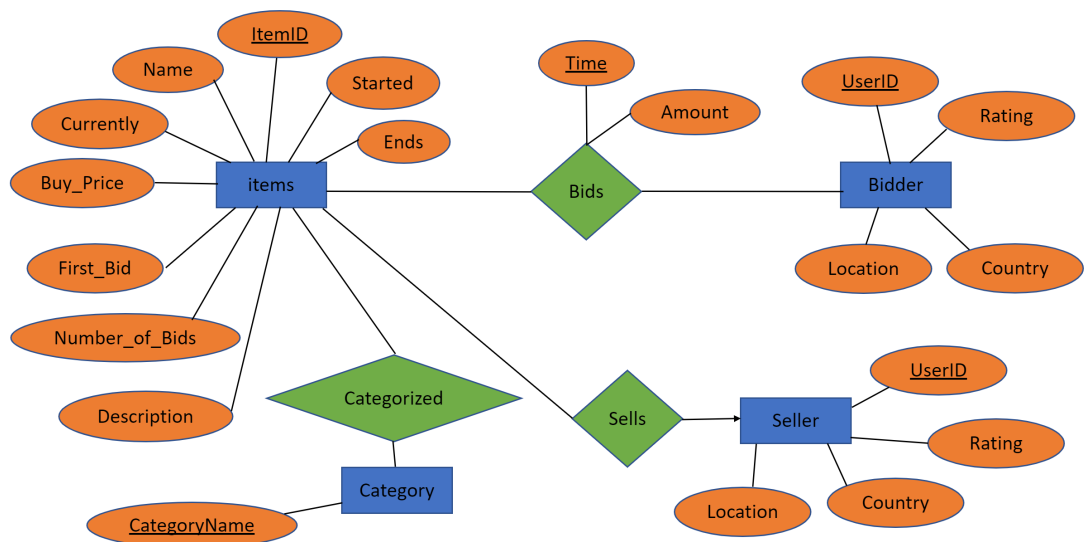 ItemID
Name
Started
Currently
Ends
Buy_Price
items
First_Bid
Number_of_Bids
Description
Time
Amount
Bids
UserID
Rating
Bidder
Location
Country
Categorized
Category
CategoryName
Sells
Seller
UserID
Rating
Country
Location